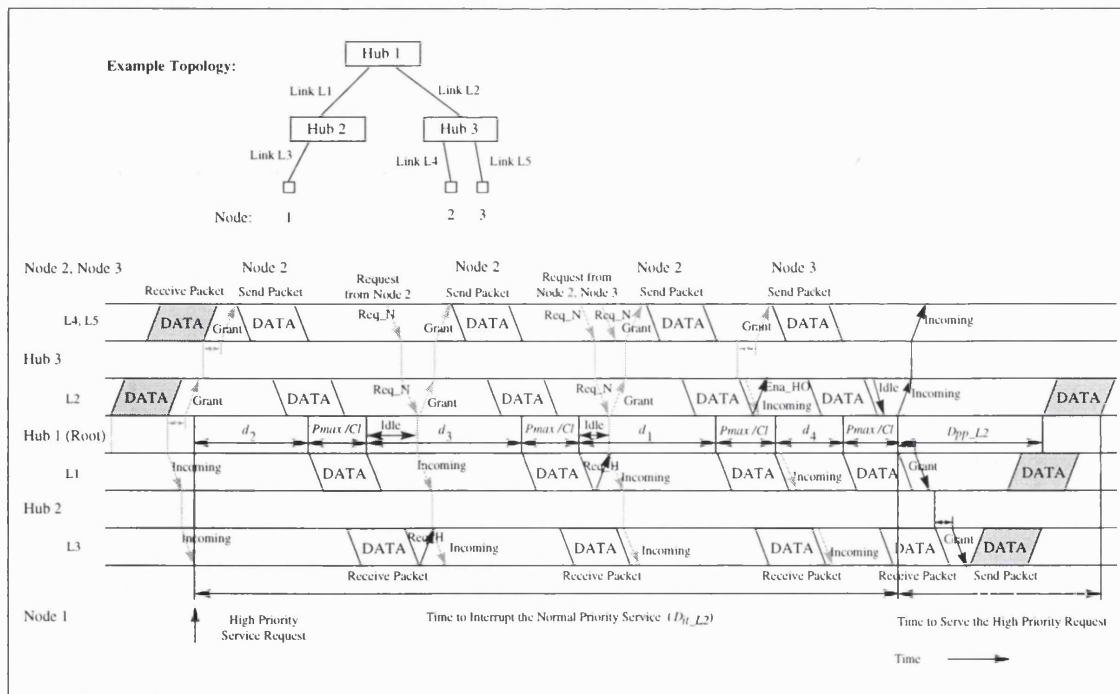 Example Topology:
Hub 1
Link L1
Link L2
Hub 2
Hub 3
Link L3
Link L4
Link L5
Node:
1
2
3
Node 2, Node 3
Node 2
Node 2
Node 2
Node 3
Receive Packet
Send Packet
Request
from Node 2
Send Packet
Request from
Node 2, Node 3
Send Packet
Send Packet
L4, L5
DATA
Grant
DATA
Req_N
Grant
DATA
Req_N
Req_N
Grant
DATA
Grant
DATA
Incoming
Hub 3
L2
DATA
Grant
DATA
Req_N
Grant
DATA
Req_N
Grant
DATA
Ena_HO
Incoming
DATA
Idle
Incoming
DATA
Hub 1 (Root)
d2
Pmax /Cl
Idle
d3
Pmax /Cl
Idle
d1
Pmax/Cl
d4
Pmax /Cl
Dpp_L2
L1
Incoming
DATA
Incoming
DATA
Req_H
Incoming
DATA
Incoming
DATA
Grant
DATA
Hub 2
L3
Incoming
DATA
Req_H
Incoming
DATA
Incoming
DATA
Incoming
DATA
Grant
DATA
Receive Packet
Receive Packet
Receive Packet
Receive Packet
Send Packet
Node 1
High Priority
Service Request
Time to Interrupt the Normal Priority Service (Dit_L2)
Time to Serve the High Priority Request
Time